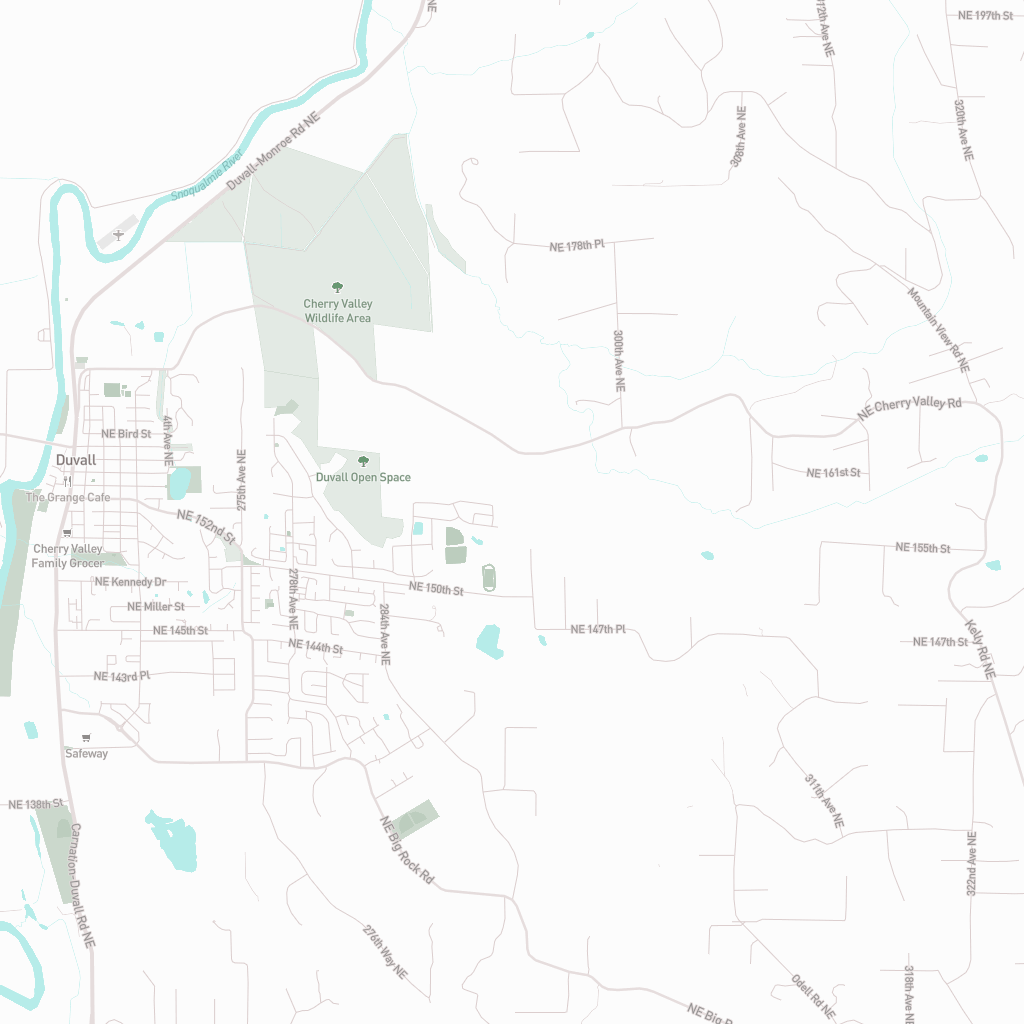 NE
312th Ave NE
NE 197th St
320th Ave NE
308th Ave NE
Duvall-Monroe Rd NE
Snoqualmie River
NE 178th Pl
Cherry Valley
Wildlife Area
Mountain View Rd NE
300th Ave NE
NE Cherry Valley Rd
4th Ave NE
NE Bird St
Duvall
275th Ave NE
Duvall Open Space
NE 161st St
The Grange Cafe
NE 152nd St
Cherry Valley
Family Grocer
NE 155th St
NE Kennedy Dr
278th Ave NE
NE 150th St
NE Miller St
284th Ave NE
NE 145th St
NE 147th Pl
NE 144th St
NE 147th St
Kelly Rd NE
NE 143rd Pl
Safeway
311th Ave NE
NE 138th St
Carnation-Duvall Rd NE
NE Big Rock Rd
322nd Ave NE
276th Way NE
Odell Rd NE
318th Ave NE
NE Big R